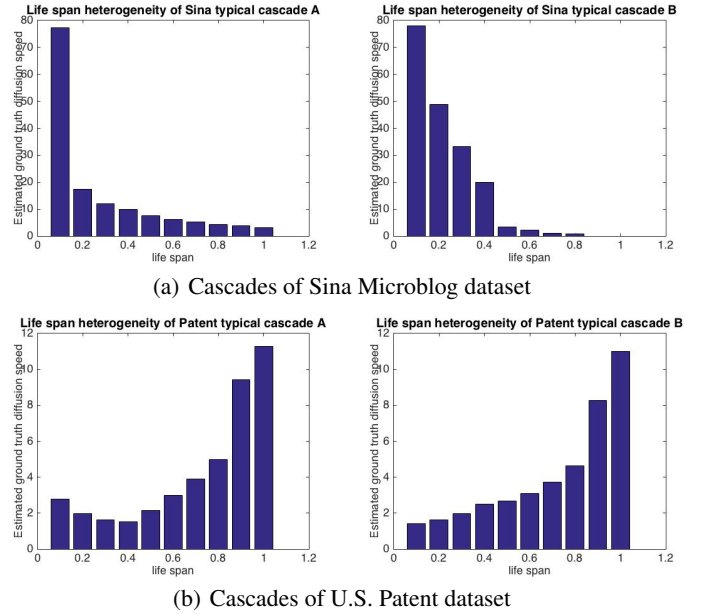 Life span heterogeneity of Sina typical cascade A
Estimated ground truth diffusion speed
80
70
60
50
40
30
20
10
0
0 0.2 0.4 0.6 0.8 1 1.2
life span
Life span heterogeneity of Sina typical cascade B
Estimated ground truth diffusion speed
80
70
60
50
40
30
20
10
0
0 0.2 0.4 0.6 0.8 1 1.2
life span
(a) Cascades of Sina Microblog dataset
Life span heterogeneity of Patent typical cascade A
Estimated ground truth diffusion speed
12
10
8
6
4
2
0
0 0.2 0.4 0.6 0.8 1 1.2
life span
Life span heterogeneity of Patent typical cascade B
Estimated ground truth diffusion speed
12
10
8
6
4
2
0
0 0.2 0.4 0.6 0.8 1 1.2
life span
(b) Cascades of U.S. Patent dataset